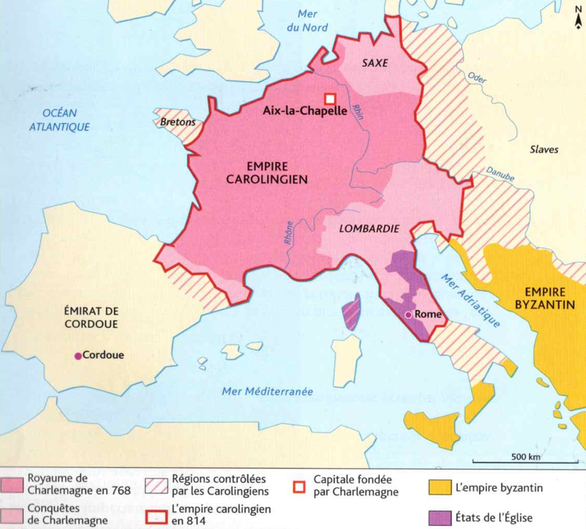 Mer
du Nord
N
SAXE
Oder
OCÉAN
ATLANTIQUE
Aix-la-Chapelle
Rhin
Bretons
Slaves
EMPIRE
CAROLINGIEN
Danube
LOMBARDIE
Rhône
Mer Adriatique
EMPIRE
BYZANTIN
ÉMIRAT DE
CORDOUE
Rome
Cordoue
Mer Méditerranée
500 km
Royaume de
Charlemagne en 768
Conquêtes
de Charlemagne
Régions contrôlées
par les Carolingiens
L'empire carolingien
en 814
Capitale fondée
par Charlemagne
L'empire byzantin
États de l'Église